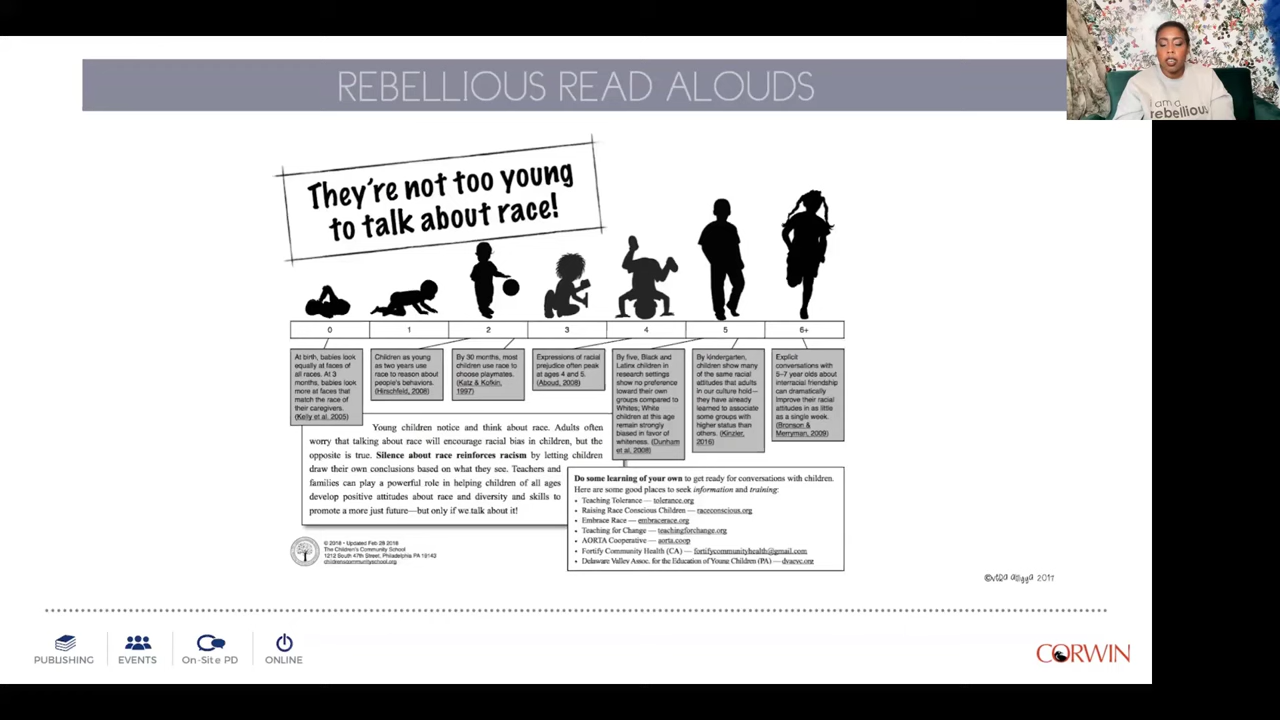 REBELLIOUS READ ALOUDS
i am a
rebellious
They're not too young
to talk about race!
0
1
2
3
4
5
6+
At birth, babies look
equally at faces of
all races. At 3
months, babies look
more at faces that
match the race of
their caregivers.
(Kelly et al. 2005)
Children as young
as two years use
race to reason about
people's behaviors.
(Hirschfeld, 2008)
By 30 months, most
children use race to
choose playmates.
(Katz & Kofkin,
1997)
Expressions of racial
prejudice often peak
at ages 4 and 5.
(Aboud, 2008)
By five, Black and
Latinx children in
research settings
show no preference
toward their own
groups compared to
Whites; White
children at this age
remain strongly
biased in favor of
whiteness. (Dunham
et al. 2008)
By kindergarten,
children show many
of the same racial
attitudes that adults
in our culture hold—
they have already
learned to associate
some groups with
higher status than
others. (Kinzler,
2016)
Explicit
conversations with
5–7 year olds about
interracial friendship
can dramatically
improve their racial
attitudes in as little
as a single week.
(Bronson &
Merryman, 2009)
Young children notice and think about race. Adults often
worry that talking about race will encourage racial bias in children, but the
opposite is true. Silence about race reinforces racism by letting children
draw their own conclusions based on what they see. Teachers and
families can play a powerful role in helping children of all ages
develop positive attitudes about race and diversity and skills to
promote a more just future—but only if we talk about it!
Do some learning of your own to get ready for conversations with children.
Here are some good places to seek information and training:
• Teaching Tolerance — tolerance.org
• Raising Race Conscious Children — raceconscious.org
• Embrace Race — embracerace.org
• Teaching for Change — teachingforchange.org
• AORTA Cooperative — aorta.coop
• Fortify Community Health (CA) — fortifycommunityhealth@gmail.com
• Delaware Valley Assoc. for the Education of Young Children (PA) — dvaeyc.org
© 2018 • Updated Feb 28 2018
The Children's Community School
1212 South 47th Street, Philadelphia PA 19143
childrenscommunityschool.org
PUBLISHING
EVENTS
On-Site PD
ONLINE
CORWIN